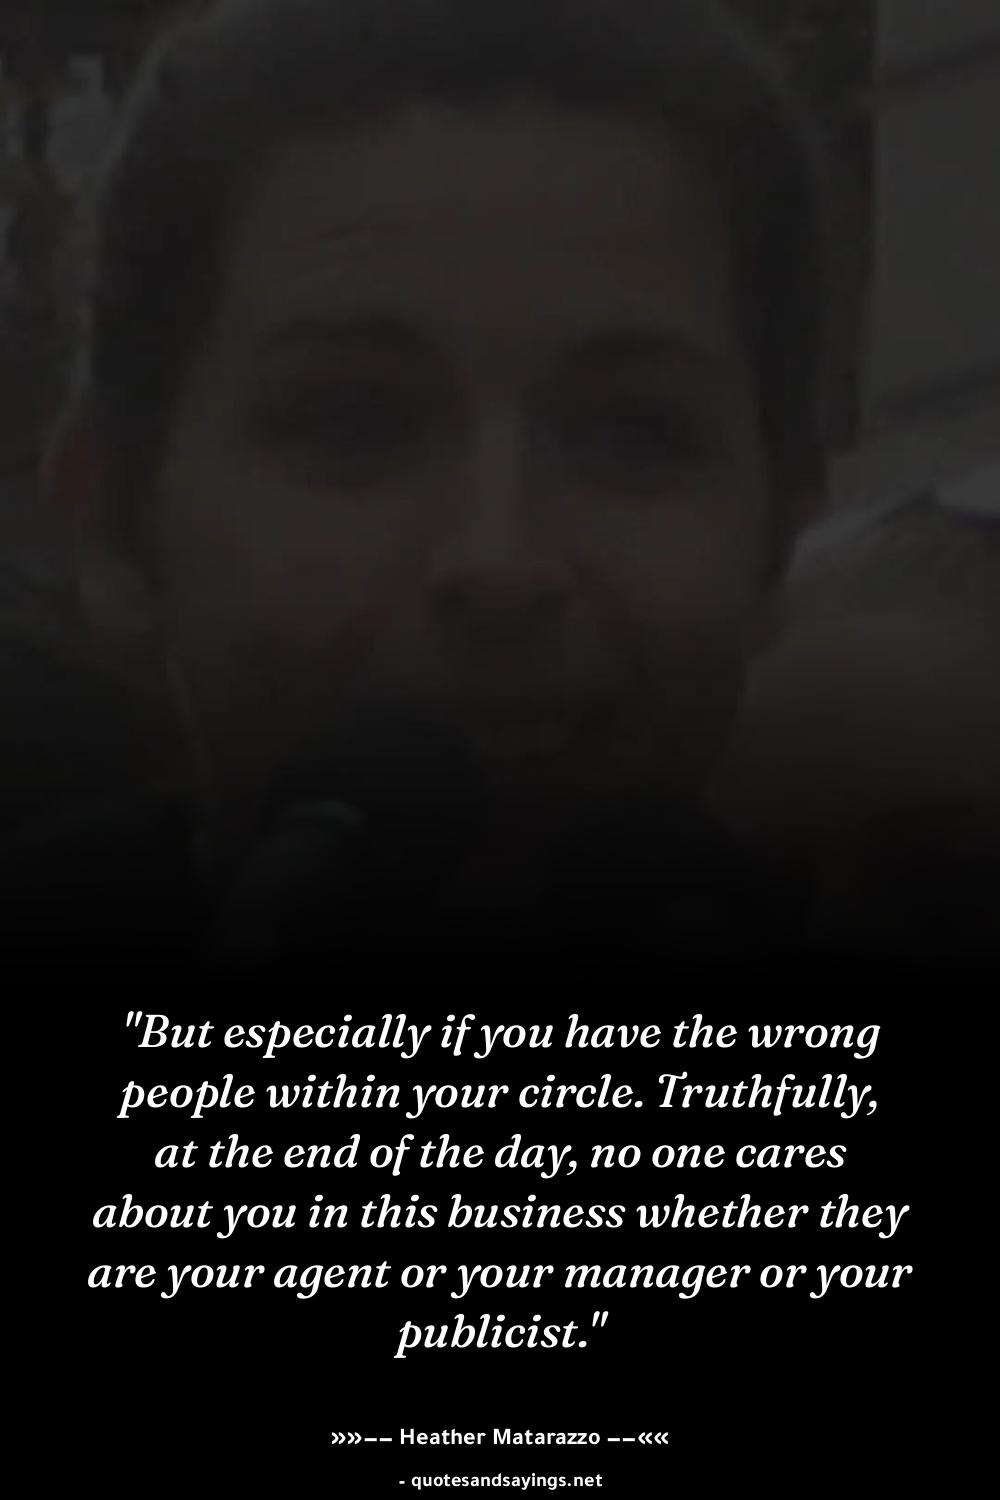 "But especially if you have the wrong
people within your circle. Truthfully,
at the end of the day, no one cares
about you in this business whether they
are your agent or your manager or your
publicist."
»»–– Heather Matarazzo ––««
- quotesandsayings.net